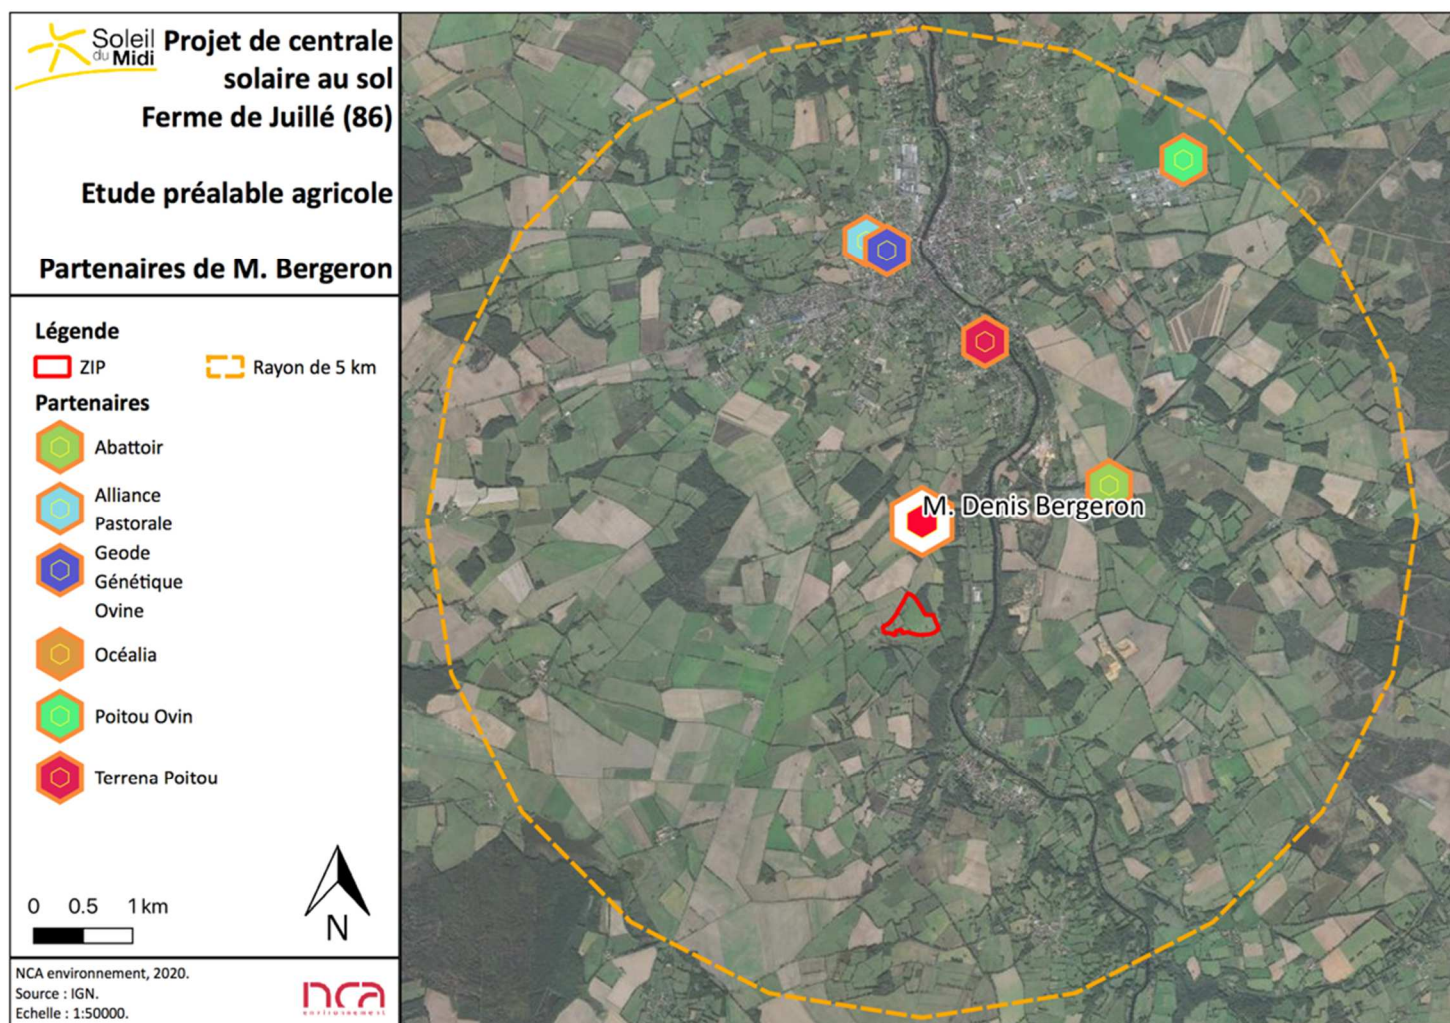 Soleil
du Midi
Projet de centrale
solaire au sol
Ferme de Juillé (86)
Etude préalable agricole
Partenaires de M. Bergeron
Légende
ZIP
Rayon de 5 km
Partenaires
Abattoir
Alliance
Pastorale
Geode
Génétique
Ovine
Océalia
Poitou Ovin
Terrena Poitou
0 0.5 1 km
N
NCA environnement, 2020.
Source : IGN.
Echelle : 1:50000.
nca
environnement
M. Denis Bergeron